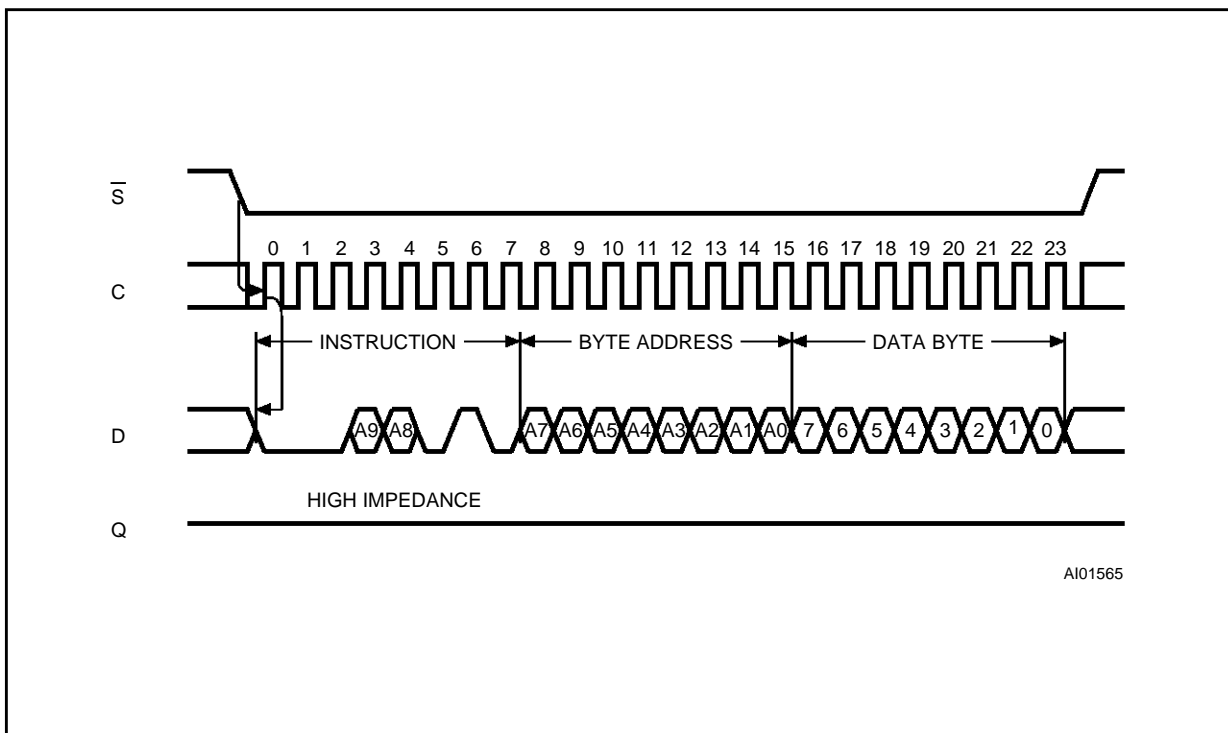 S
0 1 2 3 4 5 6 7 8 9 10 11 12 13 14 15 16 17 18 19 20 21 22 23
C
INSTRUCTION BYTE ADDRESS DATA BYTE
D A9 A8 A7 A6 A5 A4 A3 A2 A1 A0 7 6 5 4 3 2 1 0
HIGH IMPEDANCE
Q
AI01565